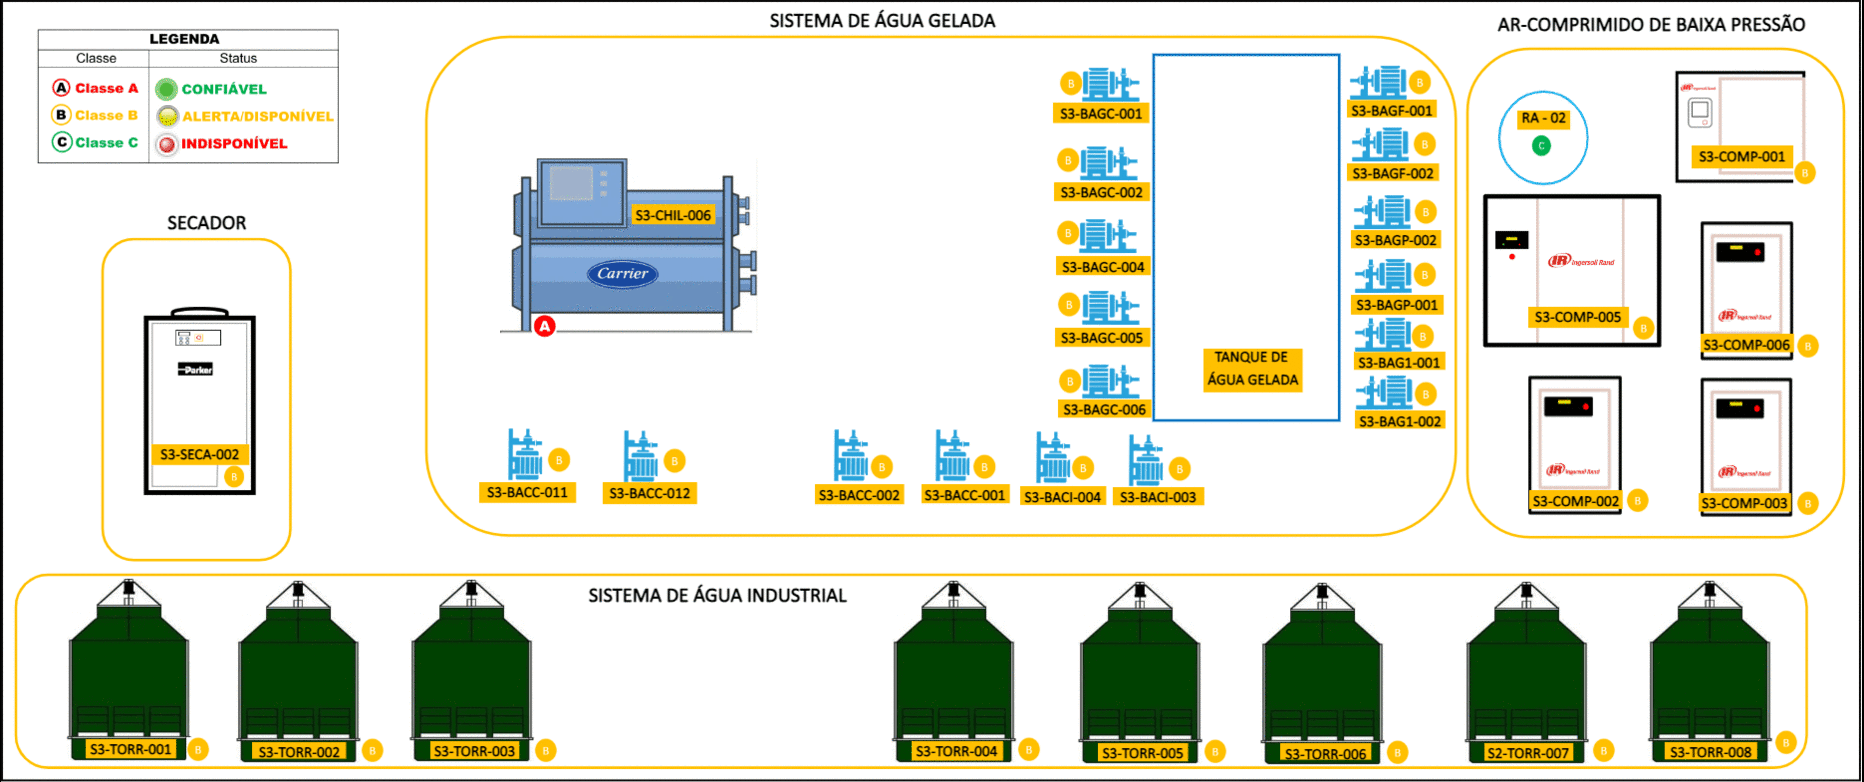 SISTEMA DE ÁGUA GELADA
AR-COMPRIMIDO DE BAIXA PRESSÃO
LEGENDA
Classe Status
A Classe A CONFIÁVEL
B Classe B ALERTA/DISPONÍVEL
C Classe C INDISPONÍVEL
SECADOR
Parker
S3-SECA-002
B
S3-CHIL-006
Carrier
A
B
S3-BAGC-001
B
S3-BAGC-002
B
S3-BAGC-004
B
S3-BAGC-005
B
S3-BAGC-006
TANQUE DE
ÁGUA GELADA
B
S3-BAGF-001
B
S3-BAGF-002
B
S3-BAGP-002
B
S3-BAGP-001
B
S3-BAG1-001
B
S3-BAG1-002
B
S3-BACC-011
B
S3-BACC-012
B
S3-BACC-002
B
S3-BACC-001
B
S3-BACI-004
B
S3-BACI-003
RA - 02
C
IR Ingersoll Rand
S3-COMP-001
B
IR Ingersoll Rand
S3-COMP-005
B
IR Ingersoll Rand
S3-COMP-006
B
IR Ingersoll Rand
S3-COMP-002
B
IR Ingersoll Rand
S3-COMP-003
B
SISTEMA DE ÁGUA INDUSTRIAL
S3-TORR-001
B
S3-TORR-002
B
S3-TORR-003
B
S3-TORR-004
B
S3-TORR-005
B
S3-TORR-006
B
S2-TORR-007
B
S3-TORR-008
B